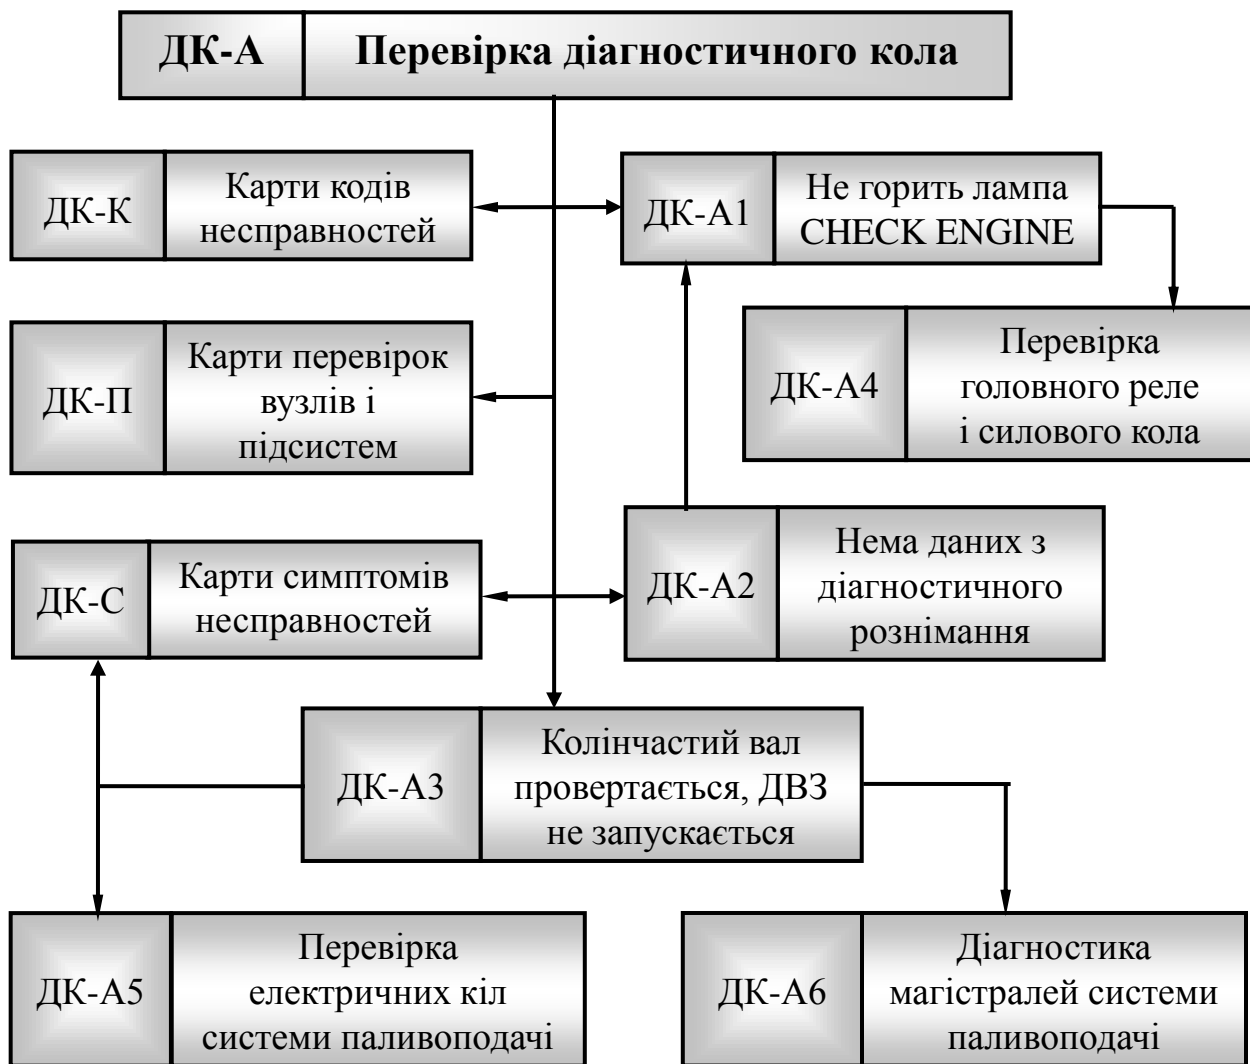 ДК-А
Перевірка діагностичного кола
ДК-К
Карти кодів
несправностей
ДК-А1
Не горить лампа
CHECK ENGINE
ДК-П
Карти перевірок
вузлів і
підсистем
ДК-А4
Перевірка
головного реле
і силового кола
ДК-С
Карти симптомів
несправностей
ДК-А2
Нема даних з
діагностичного
рознімання
ДК-А3
Колінчастий вал
провертається, ДВЗ
не запускається
ДК-А5
Перевірка
електричних кіл
системи паливоподачі
ДК-А6
Діагностика
магістралей системи
паливоподачі